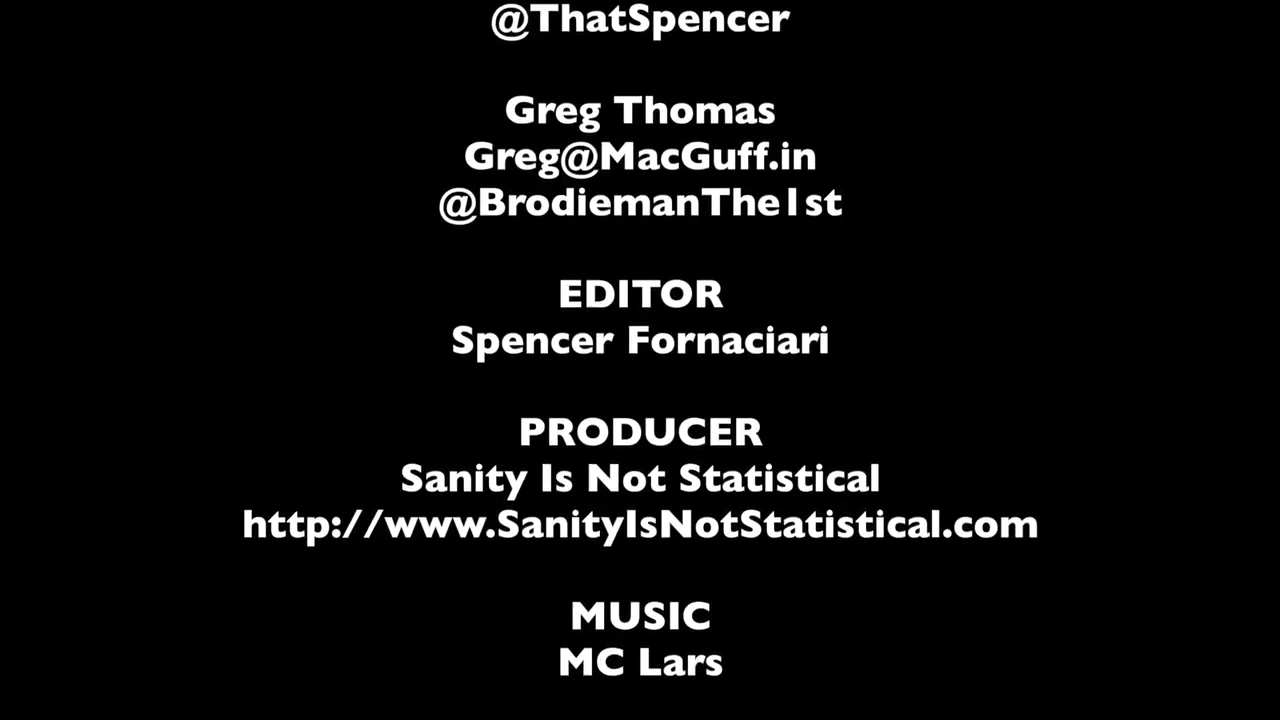 @ThatSpencer
Greg Thomas
Greg@MacGuff.in
@BrodiemanThe1st
EDITOR
Spencer Fornaciari
PRODUCER
Sanity Is Not Statistical
http://www.SanityIsNotStatistical.com
MUSIC
MC Lars